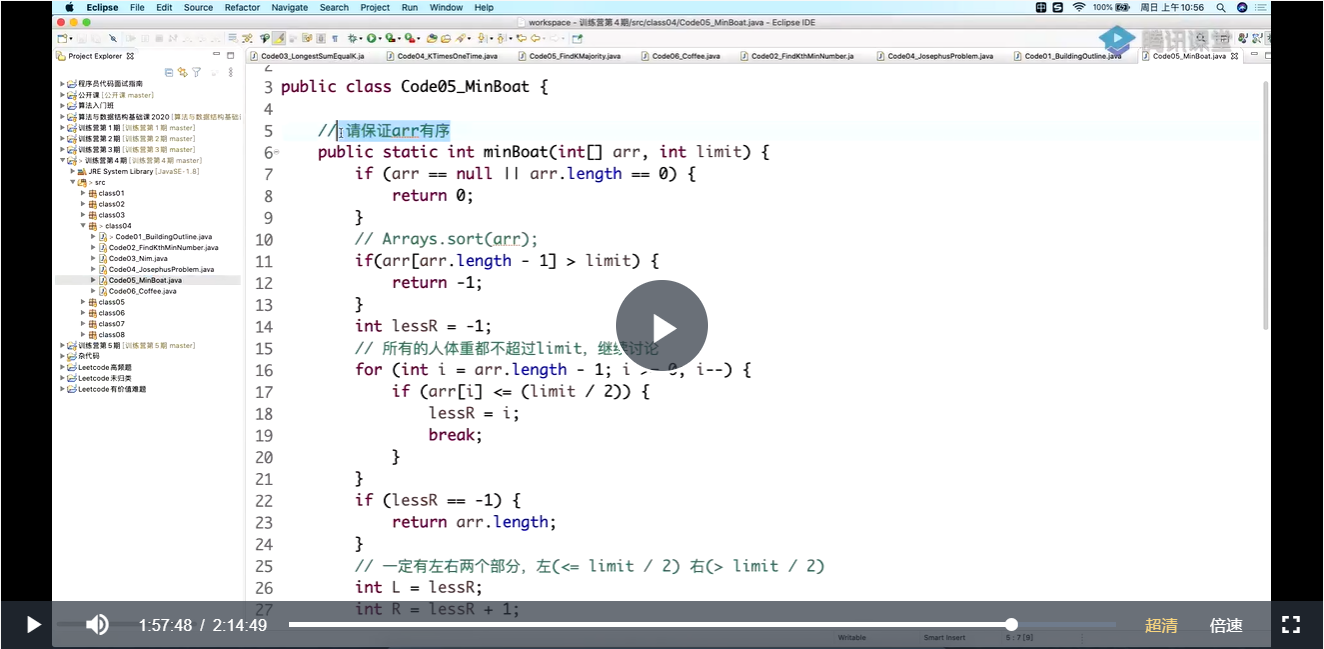 Eclipse File Edit Source Refactor Navigate Search Project Run Window Help 100% 周日 上午10:56
workspace - 训练营第4期/src/class04/Code05_MinBoat.java - Eclipse IDE
腾讯课堂
Project Explorer
Code03_LongestSumEqualK.ja Code04_KTimesOneTime.java Code05_FindKMajority.java Code06_Coffee.java Code02_FindKthMinNumber.ja Code04_JosephusProblem.java Code01_BuildingOutline.java Code05_MinBoat.java
程序员代码面试指南
公开课 [公开课 master]
算法入门班
算法与数据结构基础课2020 [算法与数据结构基础
训练营第1期 [训练营第1期 master]
训练营第2期 [训练营第2期 master]
训练营第3期 [训练营第3期 master]
> 训练营第4期 [训练营第4期 master]
JRE System Library [JavaSE-1.8]
> src
class01
class02
class03
> class04
> Code01_BuildingOutline.java
Code02_FindKthMinNumber.java
Code03_Nim.java
Code04_JosephusProblem.java
Code05_MinBoat.java
Code06_Coffee.java
class05
class06
class07
class08
训练营第5期 [训练营第5期 master]
杂代码
Leetcode高频题
Leetcode未归类
Leetcode有价值难题
2
3 public class Code05_MinBoat {
4
5 // 请保证arr有序
6 public static int minBoat(int[] arr, int limit) {
7 if (arr == null || arr.length == 0) {
8 return 0;
9 }
10 // Arrays.sort(arr);
11 if(arr[arr.length - 1] > limit) {
12 return -1;
13 }
14 int lessR = -1;
15 // 所有的人体重都不超过limit，继续讨论
16 for (int i = arr.length - 1; i >= 0; i--) {
17 if (arr[i] <= (limit / 2)) {
18 lessR = i;
19 break;
20 }
21 }
22 if (lessR == -1) {
23 return arr.length;
24 }
25 // 一定有左右两个部分，左(<= limit / 2) 右(> limit / 2)
26 int L = lessR;
27 int R = lessR + 1;
1:57:48 / 2:14:49 超清 倍速
Writable Smart Insert 5 : 7 [9]